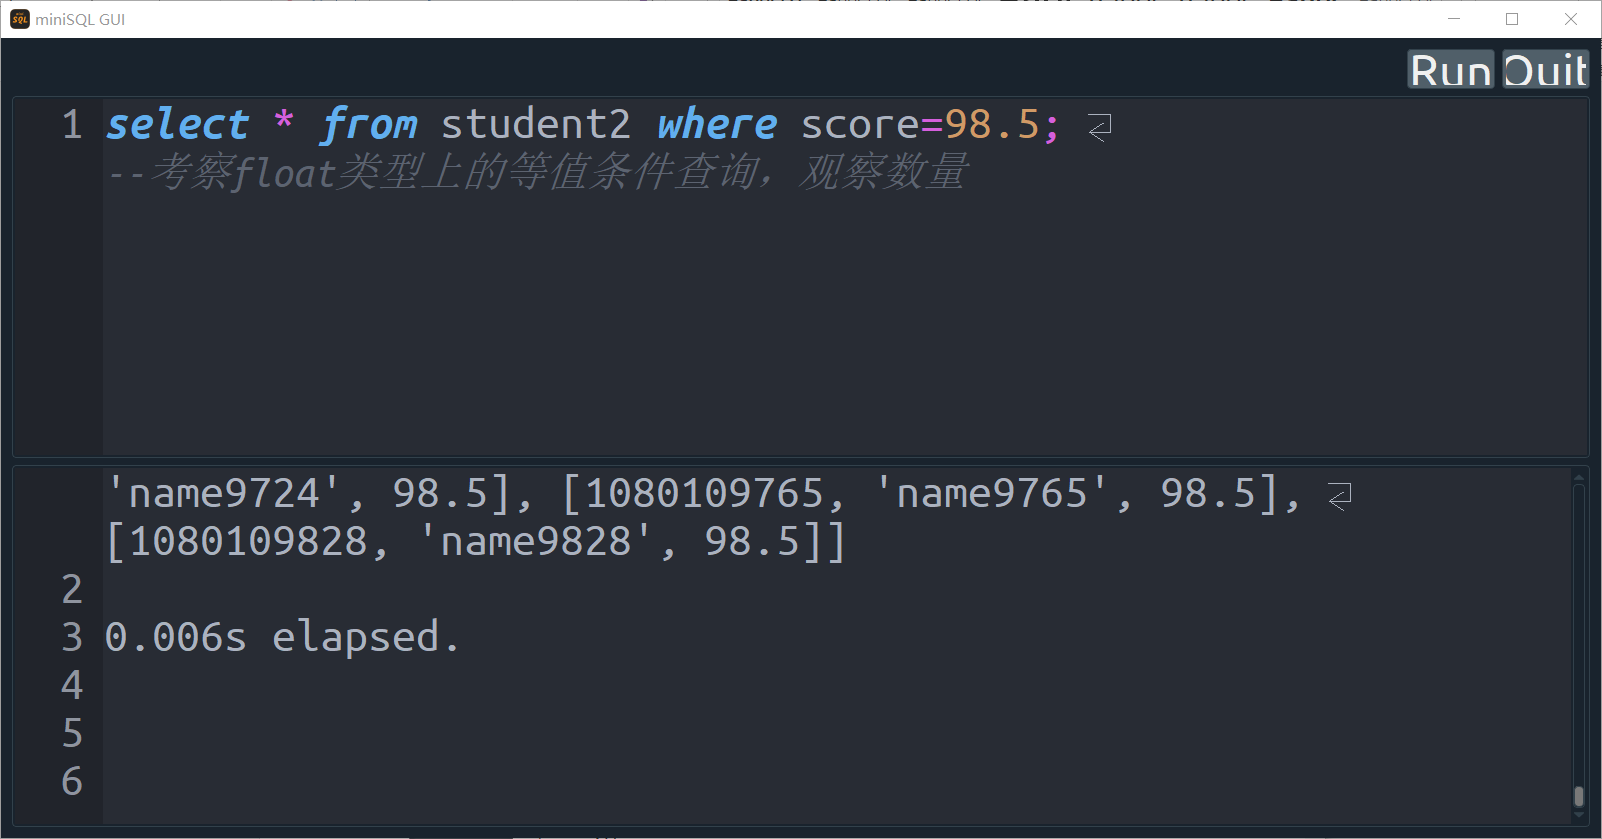 miniSQL GUI
Run Quit
1 select * from student2 where score=98.5;
--考察float类型上的等值条件查询，观察数量
'name9724', 98.5], [1080109765, 'name9765', 98.5],
[1080109828, 'name9828', 98.5]]
2
3 0.006s elapsed.
4
5
6